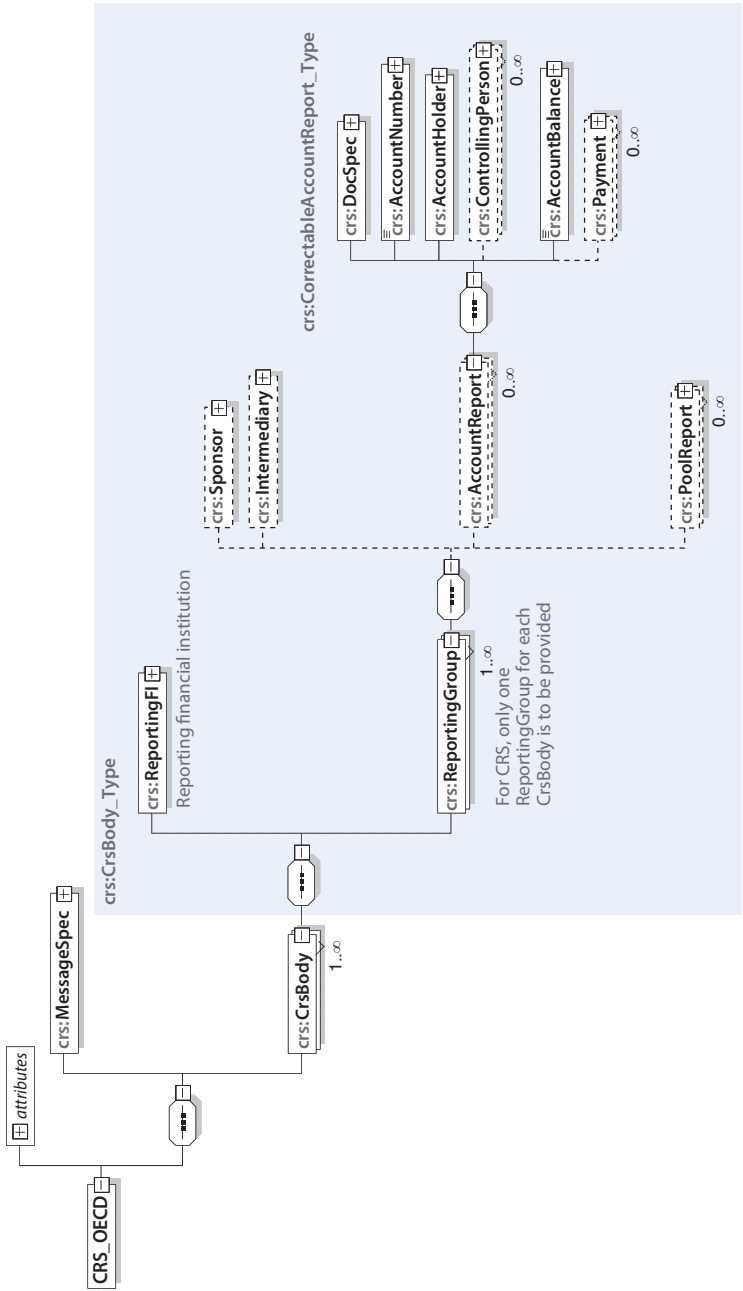 CRS_OECD
attributes
crs:MessageSpec
crs:CrsBody
1..∞
crs:CrsBody_Type
crs:ReportingFI
Reporting financial institution
crs:ReportingGroup
1..∞
For CRS, only one
ReportingGroup for each
CrsBody is to be provided
crs:Sponsor
crs:Intermediary
crs:AccountReport
0..∞
crs:PoolReport
0..∞
crs:CorrectableAccountReport_Type
crs:DocSpec
crs:AccountNumber
crs:AccountHolder
crs:ControllingPerson
0..∞
crs:AccountBalance
crs:Payment
0..∞